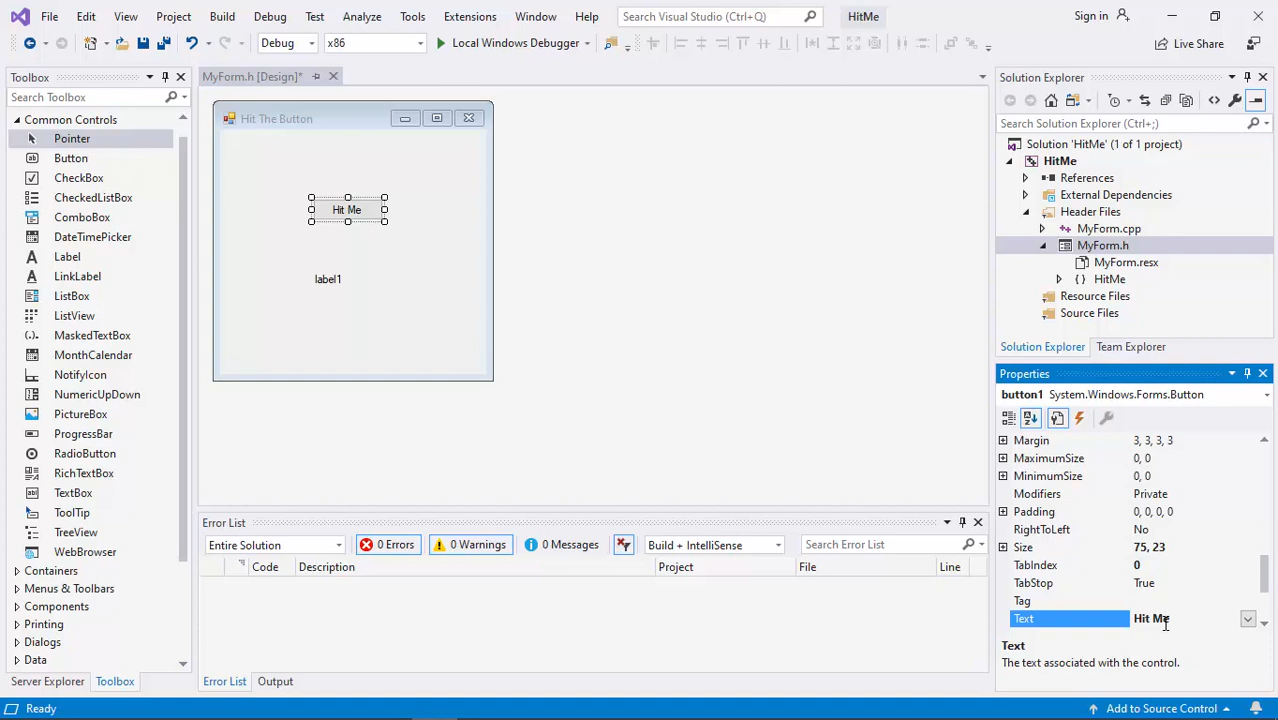 File Edit View Project Build Debug Test Analyze Tools Extensions Window Help Search Visual Studio (Ctrl+Q) HitMe Sign in
Debug x86 Local Windows Debugger Live Share
Toolbox
Search Toolbox
Common Controls
Pointer
Button
CheckBox
CheckedListBox
ComboBox
DateTimePicker
Label
LinkLabel
ListBox
ListView
MaskedTextBox
MonthCalendar
NotifyIcon
NumericUpDown
PictureBox
ProgressBar
RadioButton
RichTextBox
TextBox
ToolTip
TreeView
WebBrowser
Containers
Menus & Toolbars
Components
Printing
Dialogs
Data
Server Explorer Toolbox
MyForm.h [Design]*
Hit The Button
Hit Me
label1
Error List
Entire Solution 0 Errors 0 Warnings 0 Messages Build + IntelliSense Search Error List
Code Description Project File Line
Error List Output
Solution Explorer
Search Solution Explorer (Ctrl+;)
Solution 'HitMe' (1 of 1 project)
HitMe
References
External Dependencies
Header Files
MyForm.cpp
MyForm.h
MyForm.resx
HitMe
Resource Files
Source Files
Solution Explorer Team Explorer
Properties
button1 System.Windows.Forms.Button
Margin 3, 3, 3, 3
MaximumSize 0, 0
MinimumSize 0, 0
Modifiers Private
Padding 0, 0, 0, 0
RightToLeft No
Size 75, 23
TabIndex 0
TabStop True
Tag
Text Hit Me
Text
The text associated with the control.
Ready Add to Source Control